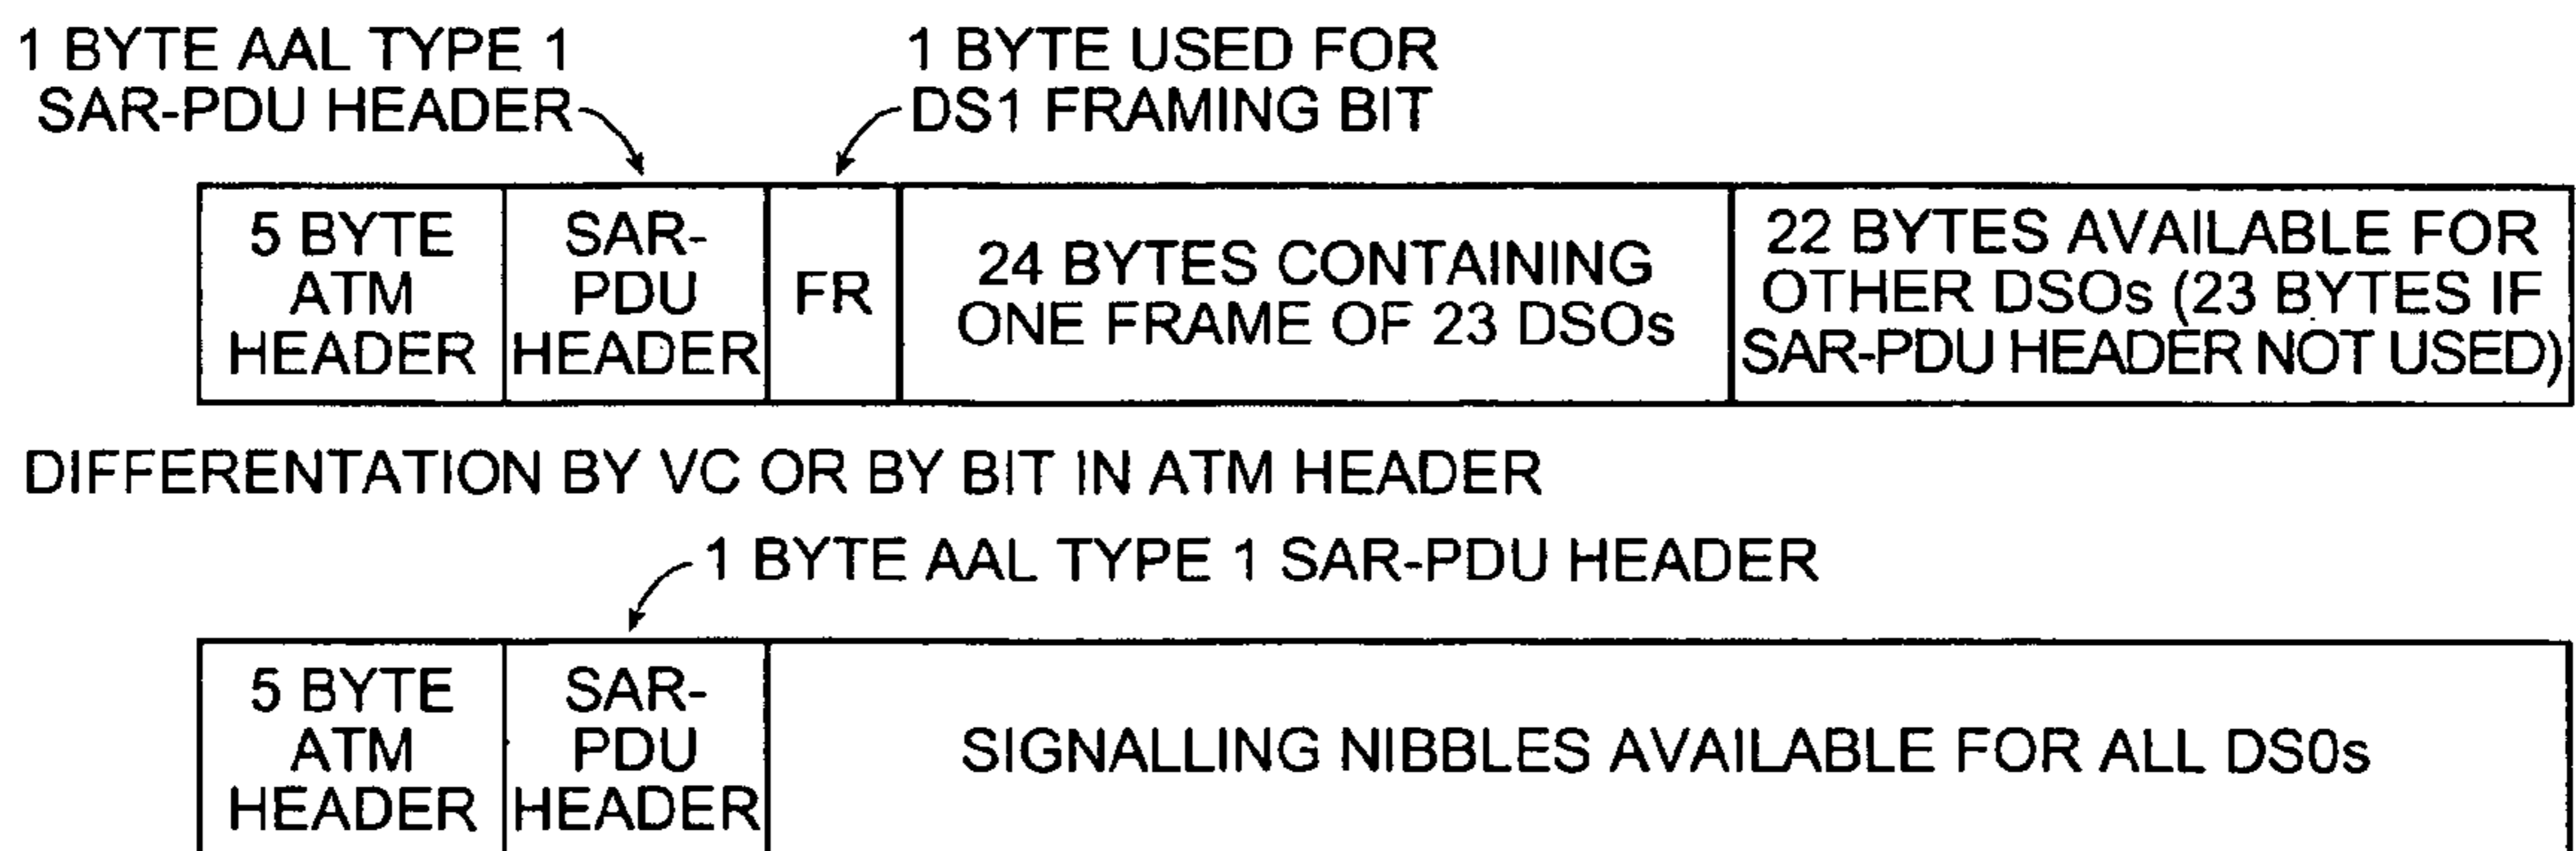 1 BYTE AAL TYPE 1
SAR-PDU HEADER
1 BYTE USED FOR
DS1 FRAMING BIT
5 BYTE
ATM
HEADER
SAR-
PDU
HEADER
FR
24 BYTES CONTAINING
ONE FRAME OF 23 DSOs
22 BYTES AVAILABLE FOR
OTHER DSOs (23 BYTES IF
SAR-PDU HEADER NOT USED)
DIFFERENTATION BY VC OR BY BIT IN ATM HEADER
1 BYTE AAL TYPE 1 SAR-PDU HEADER
5 BYTE
ATM
HEADER
SAR-
PDU
HEADER
SIGNALLING NIBBLES AVAILABLE FOR ALL DS0s